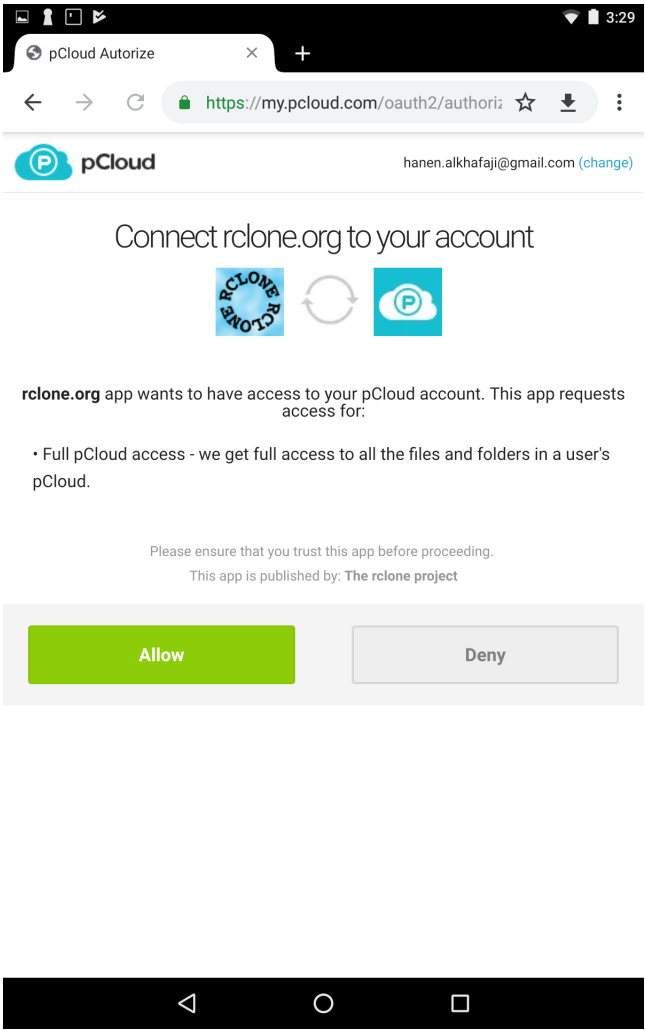 3:29
pCloud Autorize
https://my.pcloud.com/oauth2/authoriz
pCloud
hanen.alkhafaji@gmail.com (change)
Connect rclone.org to your account
RCLONE RCLONE
P
rclone.org app wants to have access to your pCloud account. This app requests
access for:
• Full pCloud access - we get full access to all the files and folders in a user's
pCloud.
Please ensure that you trust this app before proceeding.
This app is published by: The rclone project
Allow
Deny